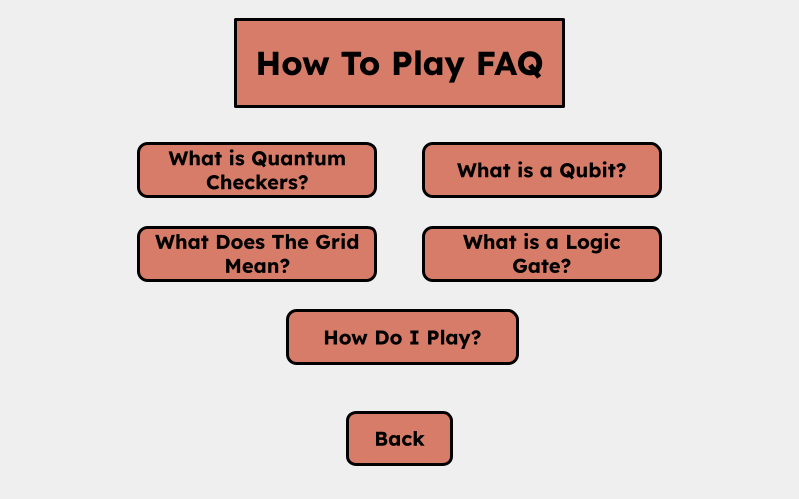 How To Play FAQ
What is Quantum
Checkers?
What is a Qubit?
What Does The Grid
Mean?
What is a Logic
Gate?
How Do I Play?
Back